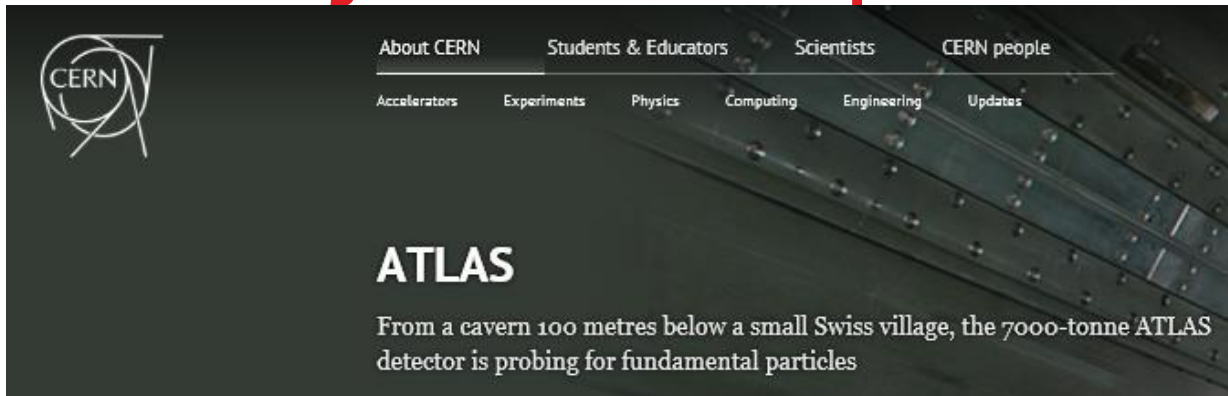 CERN
About CERN Students & Educators Scientists CERN people
Accelerators Experiments Physics Computing Engineering Updates
ATLAS
From a cavern 100 metres below a small Swiss village, the 7000-tonne ATLAS
detector is probing for fundamental particles